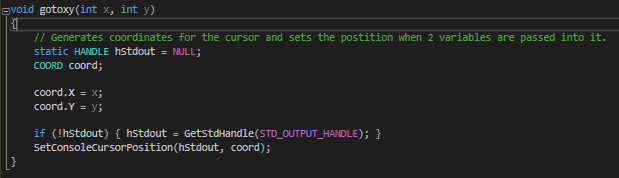 void gotoxy(int x, int y)
{
// Generates coordinates for the cursor and sets the postition when 2 variables are passed into it.
static HANDLE hStdout = NULL;
COORD coord;
coord.X = x;
coord.Y = y;
if (!hStdout) { hStdout = GetStdHandle(STD_OUTPUT_HANDLE); }
SetConsoleCursorPosition(hStdout, coord);
}